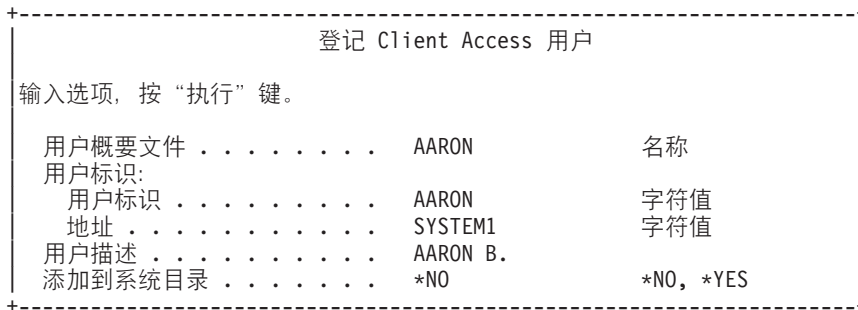 登记 Client Access 用户
输入选项, 按“执行”键。
用户概要文件 . . . . . . . . AARON 名称
用户标识:
用户标识 . . . . . . . . . AARON 字符值
地址 . . . . . . . . . . . SYSTEM1 字符值
用户描述 . . . . . . . . . . AARON B.
添加到系统目录 . . . . . . . *NO *NO, *YES